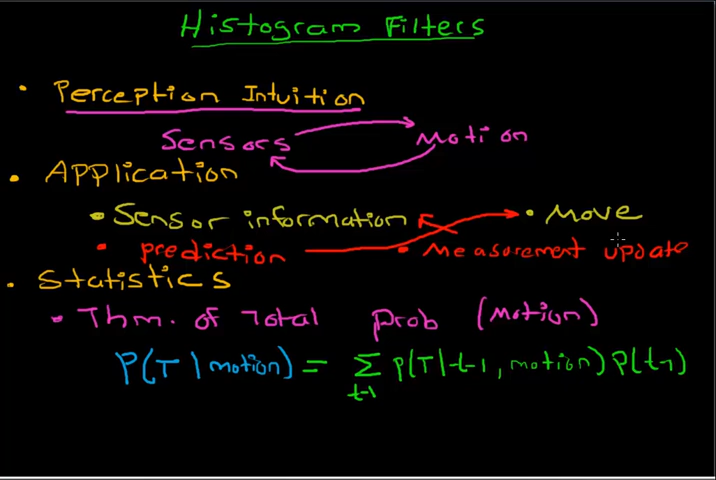 Histogram Filters
• Perception Intuition
Sensors Motion
• Application
• Sensor information • Move
• prediction • Measurement update
• Statistics
• Thm. of Total Prob (Motion)
P(T | motion) = ∑ P(T | t-1, motion) P(t-1)
t-1